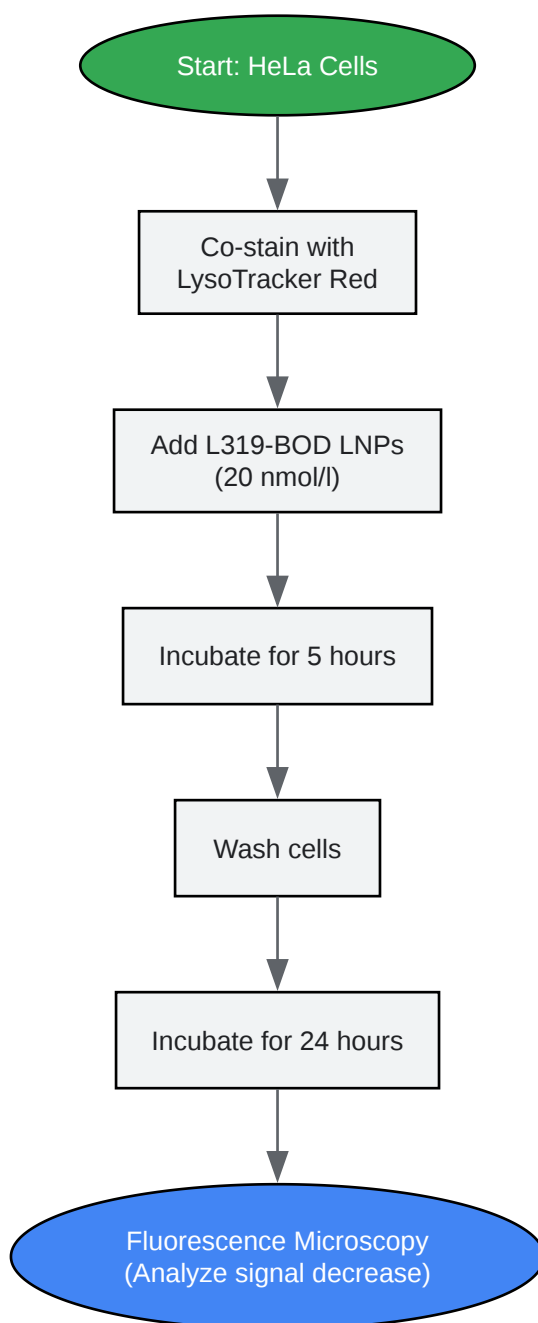 Start: HeLa Cells
Co-stain with
LysoTracker Red
Add L319-BOD LNPs
(20 nmol/l)
Incubate for 5 hours
Wash cells
Incubate for 24 hours
Fluorescence Microscopy
(Analyze signal decrease)